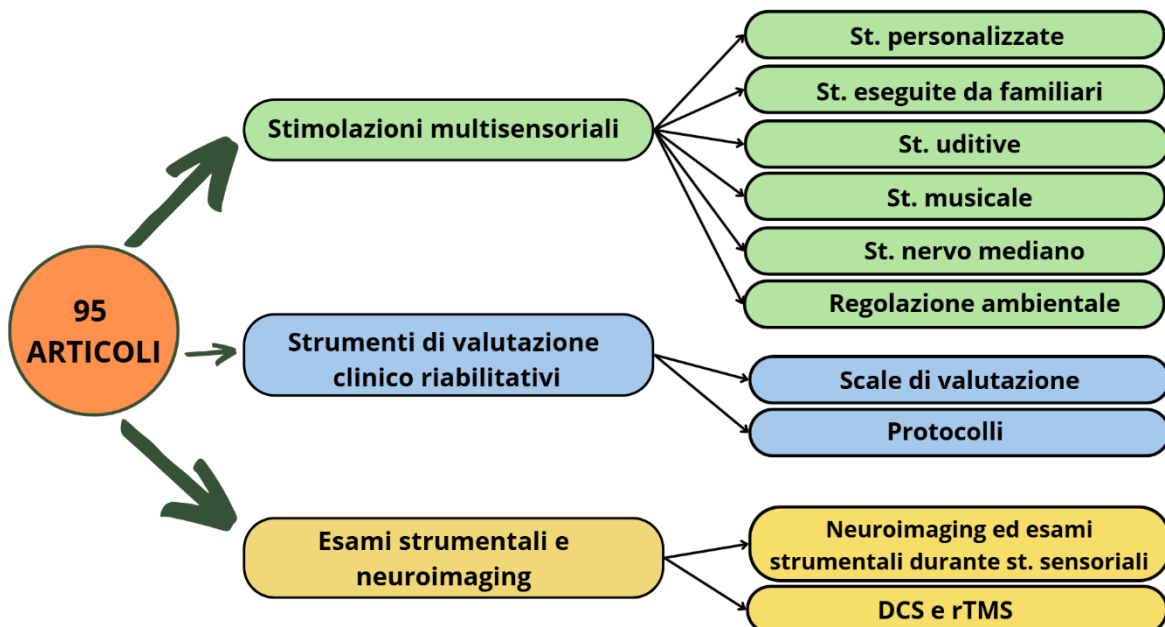 95
ARTICOLI
Stimolazioni multisensoriali
St. personalizzate
St. eseguite da familiari
St. uditive
St. musicale
St. nervo mediano
Regolazione ambientale
Strumenti di valutazione
clinico riabilitativi
Scale di valutazione
Protocolli
Esami strumentali e
neuroimaging
Neuroimaging ed esami
strumentali durante st. sensoriali
DCS e rTMS